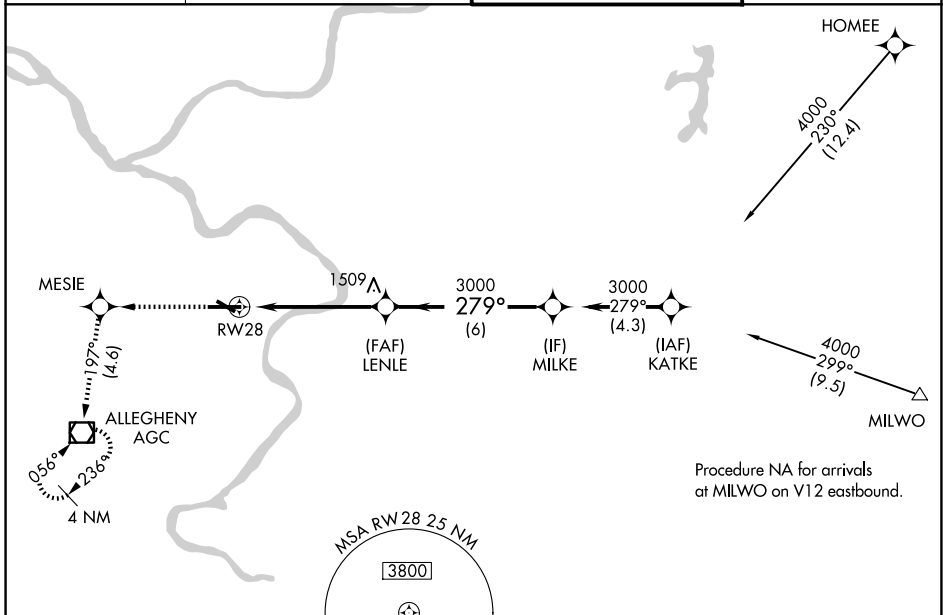 HOMEE
4000
230°
(12.4)
MESIE
RW28
1509
3000
279°
(6)
3000
279°
(4.3)
(FAF)
LENLE
(IF)
MILKE
(IAF)
KATKE
4000
299°
(9.5)
MILWO
197°
(4.6)
ALLEGHENY
AGC
056°
236°
4 NM
Procedure NA for arrivals
at MILWO on V12 eastbound.
MSA RW28 25 NM
3800